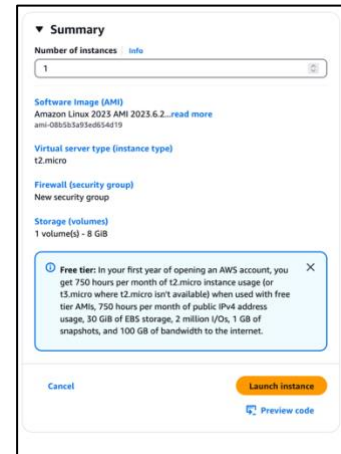 ▼ Summary
Number of instances | Info
1
Software Image (AMI)
Amazon Linux 2023 AMI 2023.6.2...read more
ami-08b5b3a93ed654d19
Virtual server type (instance type)
t2.micro
Firewall (security group)
New security group
Storage (volumes)
1 volume(s) - 8 GiB
Free tier: In your first year of opening an AWS account, you
get 750 hours per month of t2.micro instance usage (or
t3.micro where t2.micro isn't available) when used with free
tier AMIs, 750 hours per month of public IPv4 address
usage, 30 GiB of EBS storage, 2 million I/Os, 1 GB of
snapshots, and 100 GB of bandwidth to the internet.
Cancel
Launch instance
Preview code